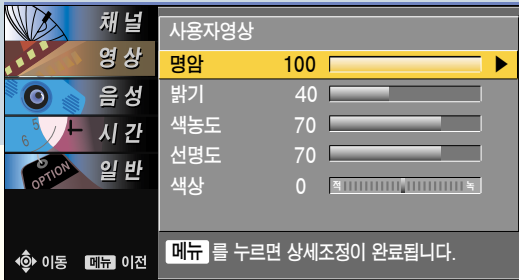 채널
영상
음성
시간
일반
6 5
OPTION
이동 메뉴 이전
사용자영상
명암 100
밝기 40
색농도 70
선명도 70
색상 0 적 녹
메뉴 를 누르면 상세조정이 완료됩니다.